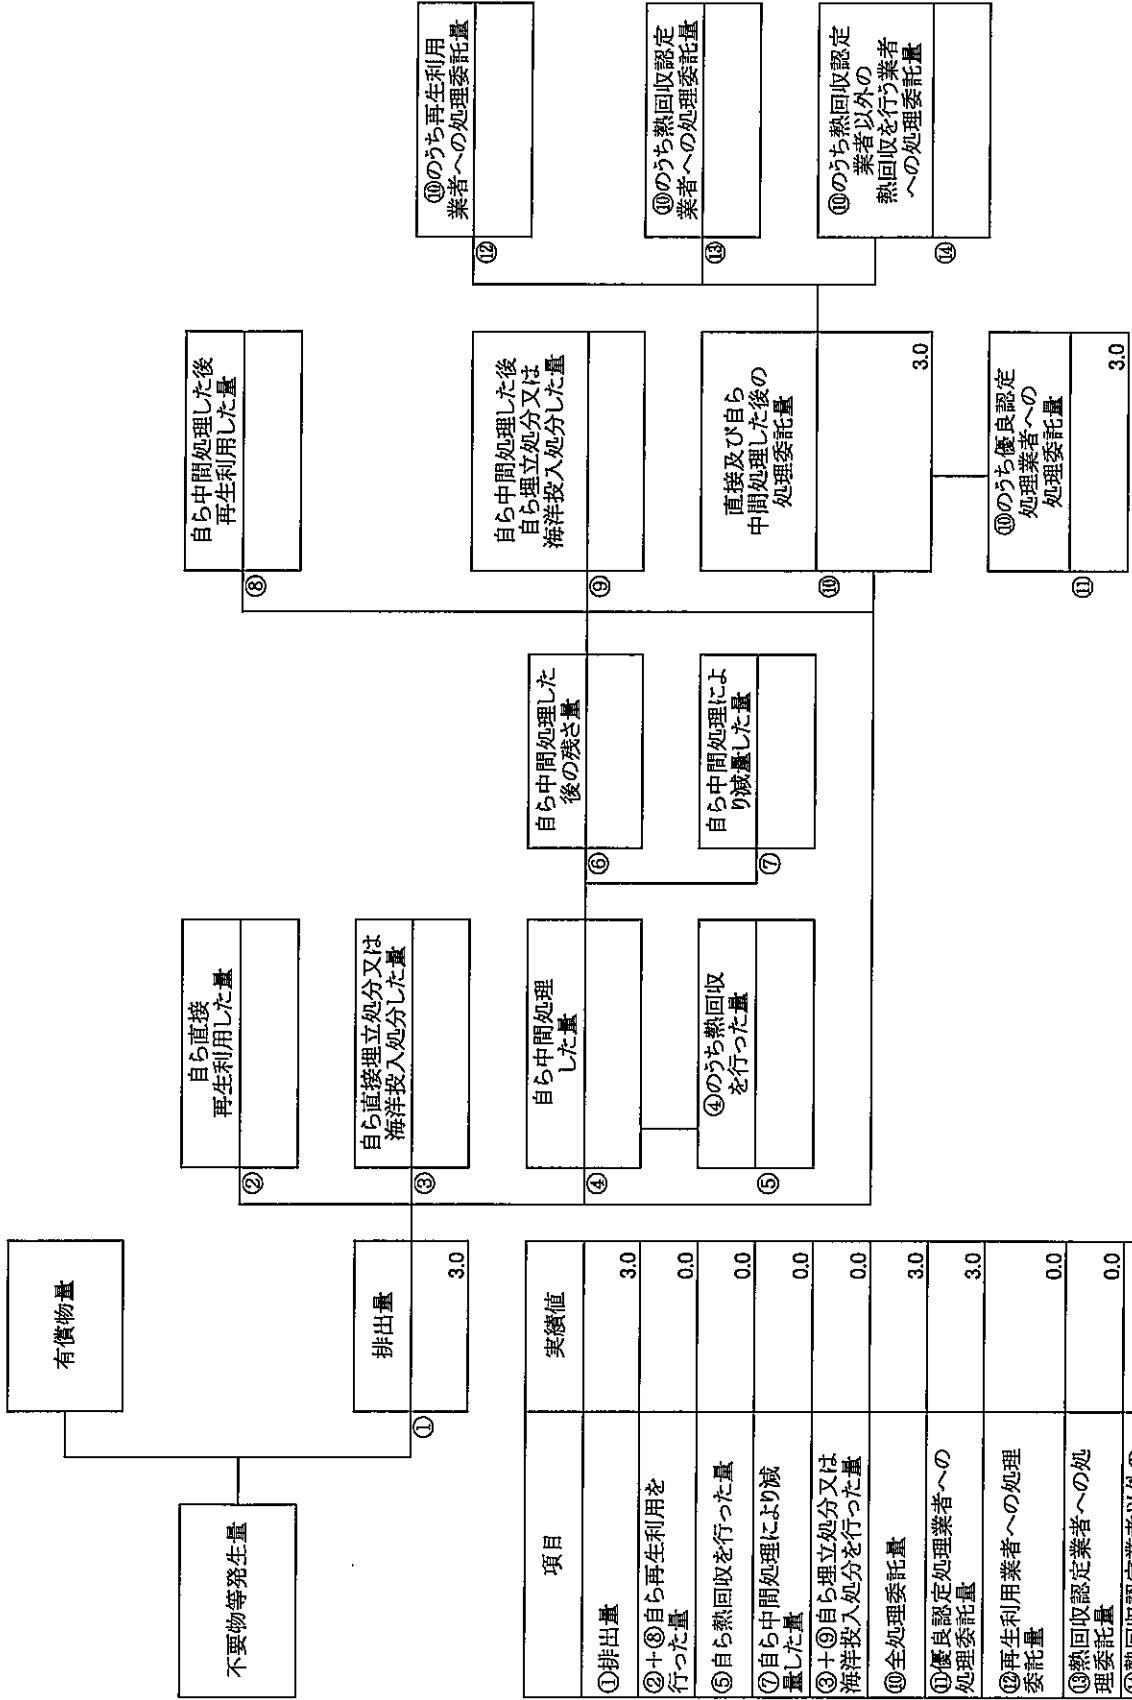 不要物等発生量
有償物量
①
排出量
3.0
②
自ら直接
再生利用した量
③
自ら直接埋立処分又は
海洋投入処分した量
④
自ら中間処理
した量
⑤
④のうち熱回収
を行った量
⑥
自ら中間処理した
後の残さ量
⑦
自ら中間処理によ
り減量した量
⑧
自ら中間処理した後
再生利用した量
⑨
自ら中間処理した後
自ら埋立処分又は
海洋投入処分した量
⑩
直接及び自ら
中間処理した後の
処理委託量
3.0
⑪
⑩のうち優良認定
処理業者への
処理委託量
3.0
⑫
⑩のうち再生利用
業者への処理委託量
⑬
⑩のうち熱回収認定
業者への処理委託量
⑭
⑩のうち熱回収認定
業者以外の
熱回収を行う業者
への処理委託量
項目 実績値
①排出量 3.0
②+⑧自ら再生利用を
行った量 0.0
⑤自ら熱回収を行った量 0.0
⑦自ら中間処理により減
量した量 0.0
③+⑨自ら埋立処分又は
海洋投入処分を行った量 0.0
⑩全処理委託量 3.0
⑪優良認定処理業者への
処理委託量 3.0
⑫再生利用業者への処理
委託量 0.0
⑬熱回収認定業者への処
理委託量 0.0